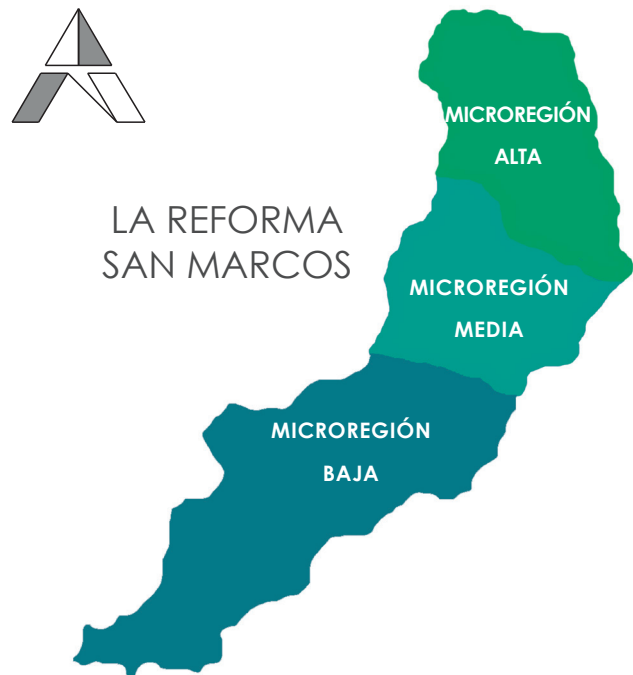 MICROREGIÓN
ALTA
LA REFORMA
SAN MARCOS
MICROREGIÓN
MEDIA
MICROREGIÓN
BAJA